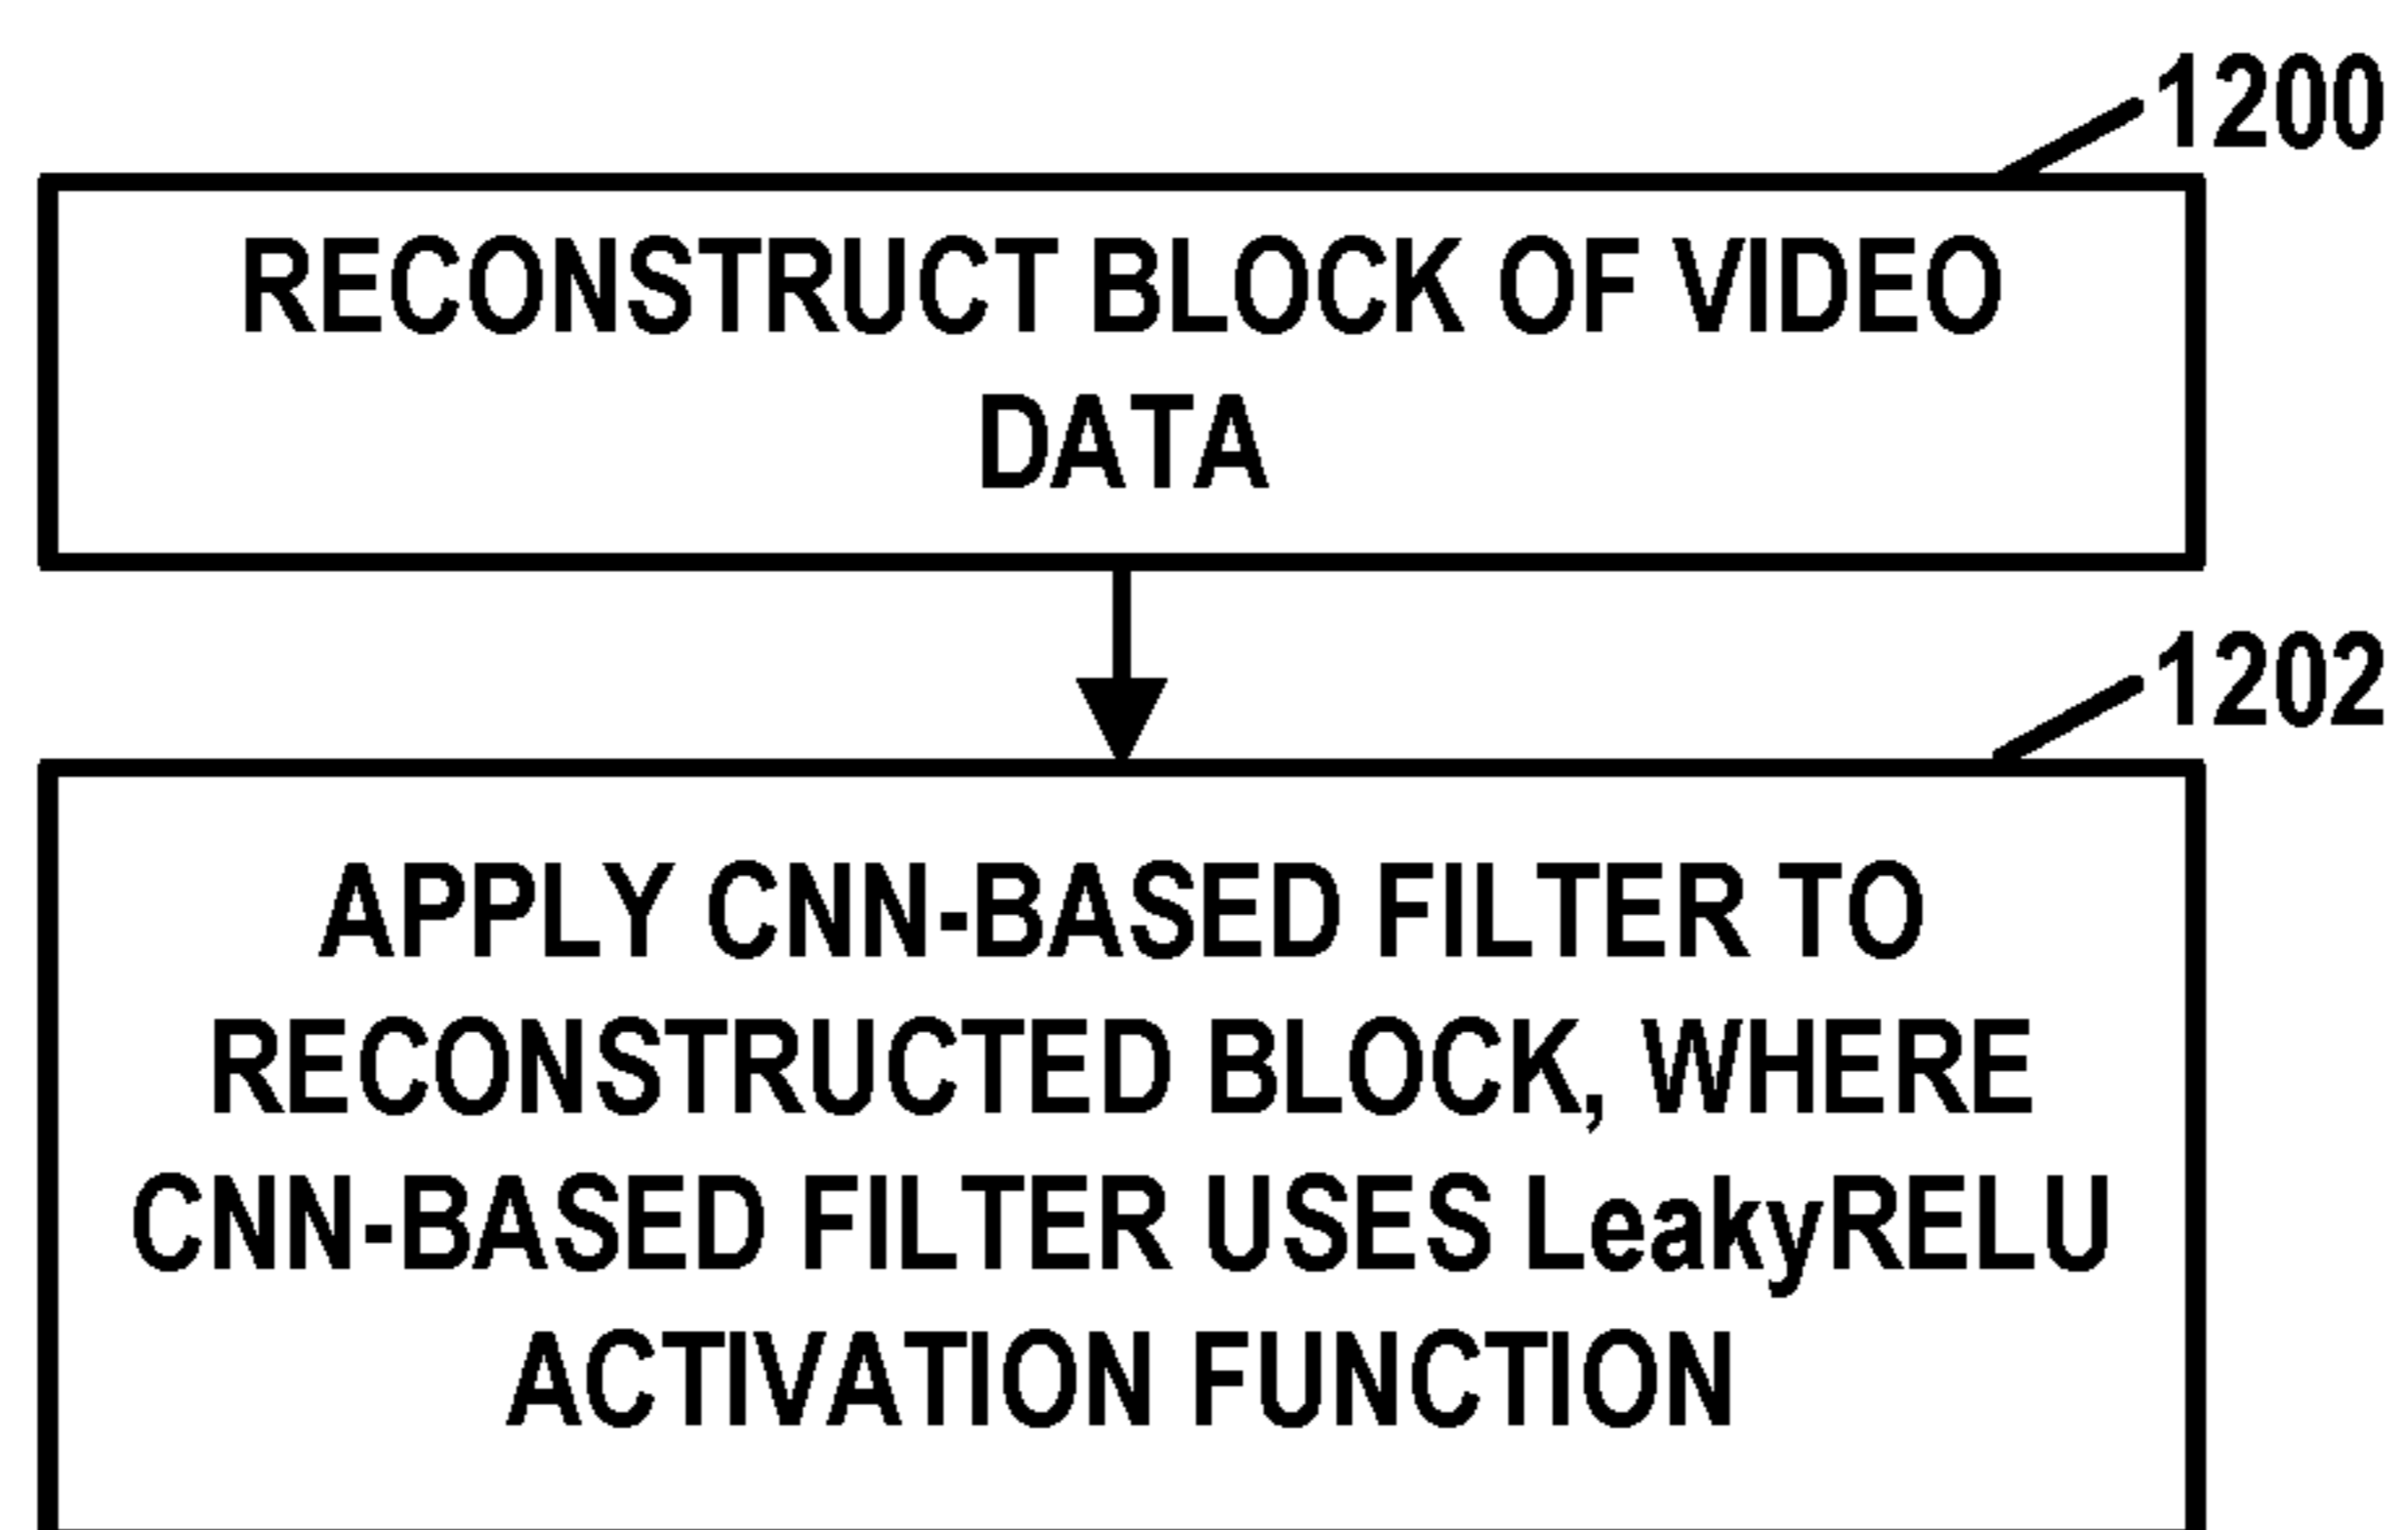 1200
RECONSTRUCT BLOCK OF VIDEO
DATA
1202
APPLY CNN-BASED FILTER TO
RECONSTRUCTED BLOCK, WHERE
CNN-BASED FILTER USES LeakyRELU
ACTIVATION FUNCTION